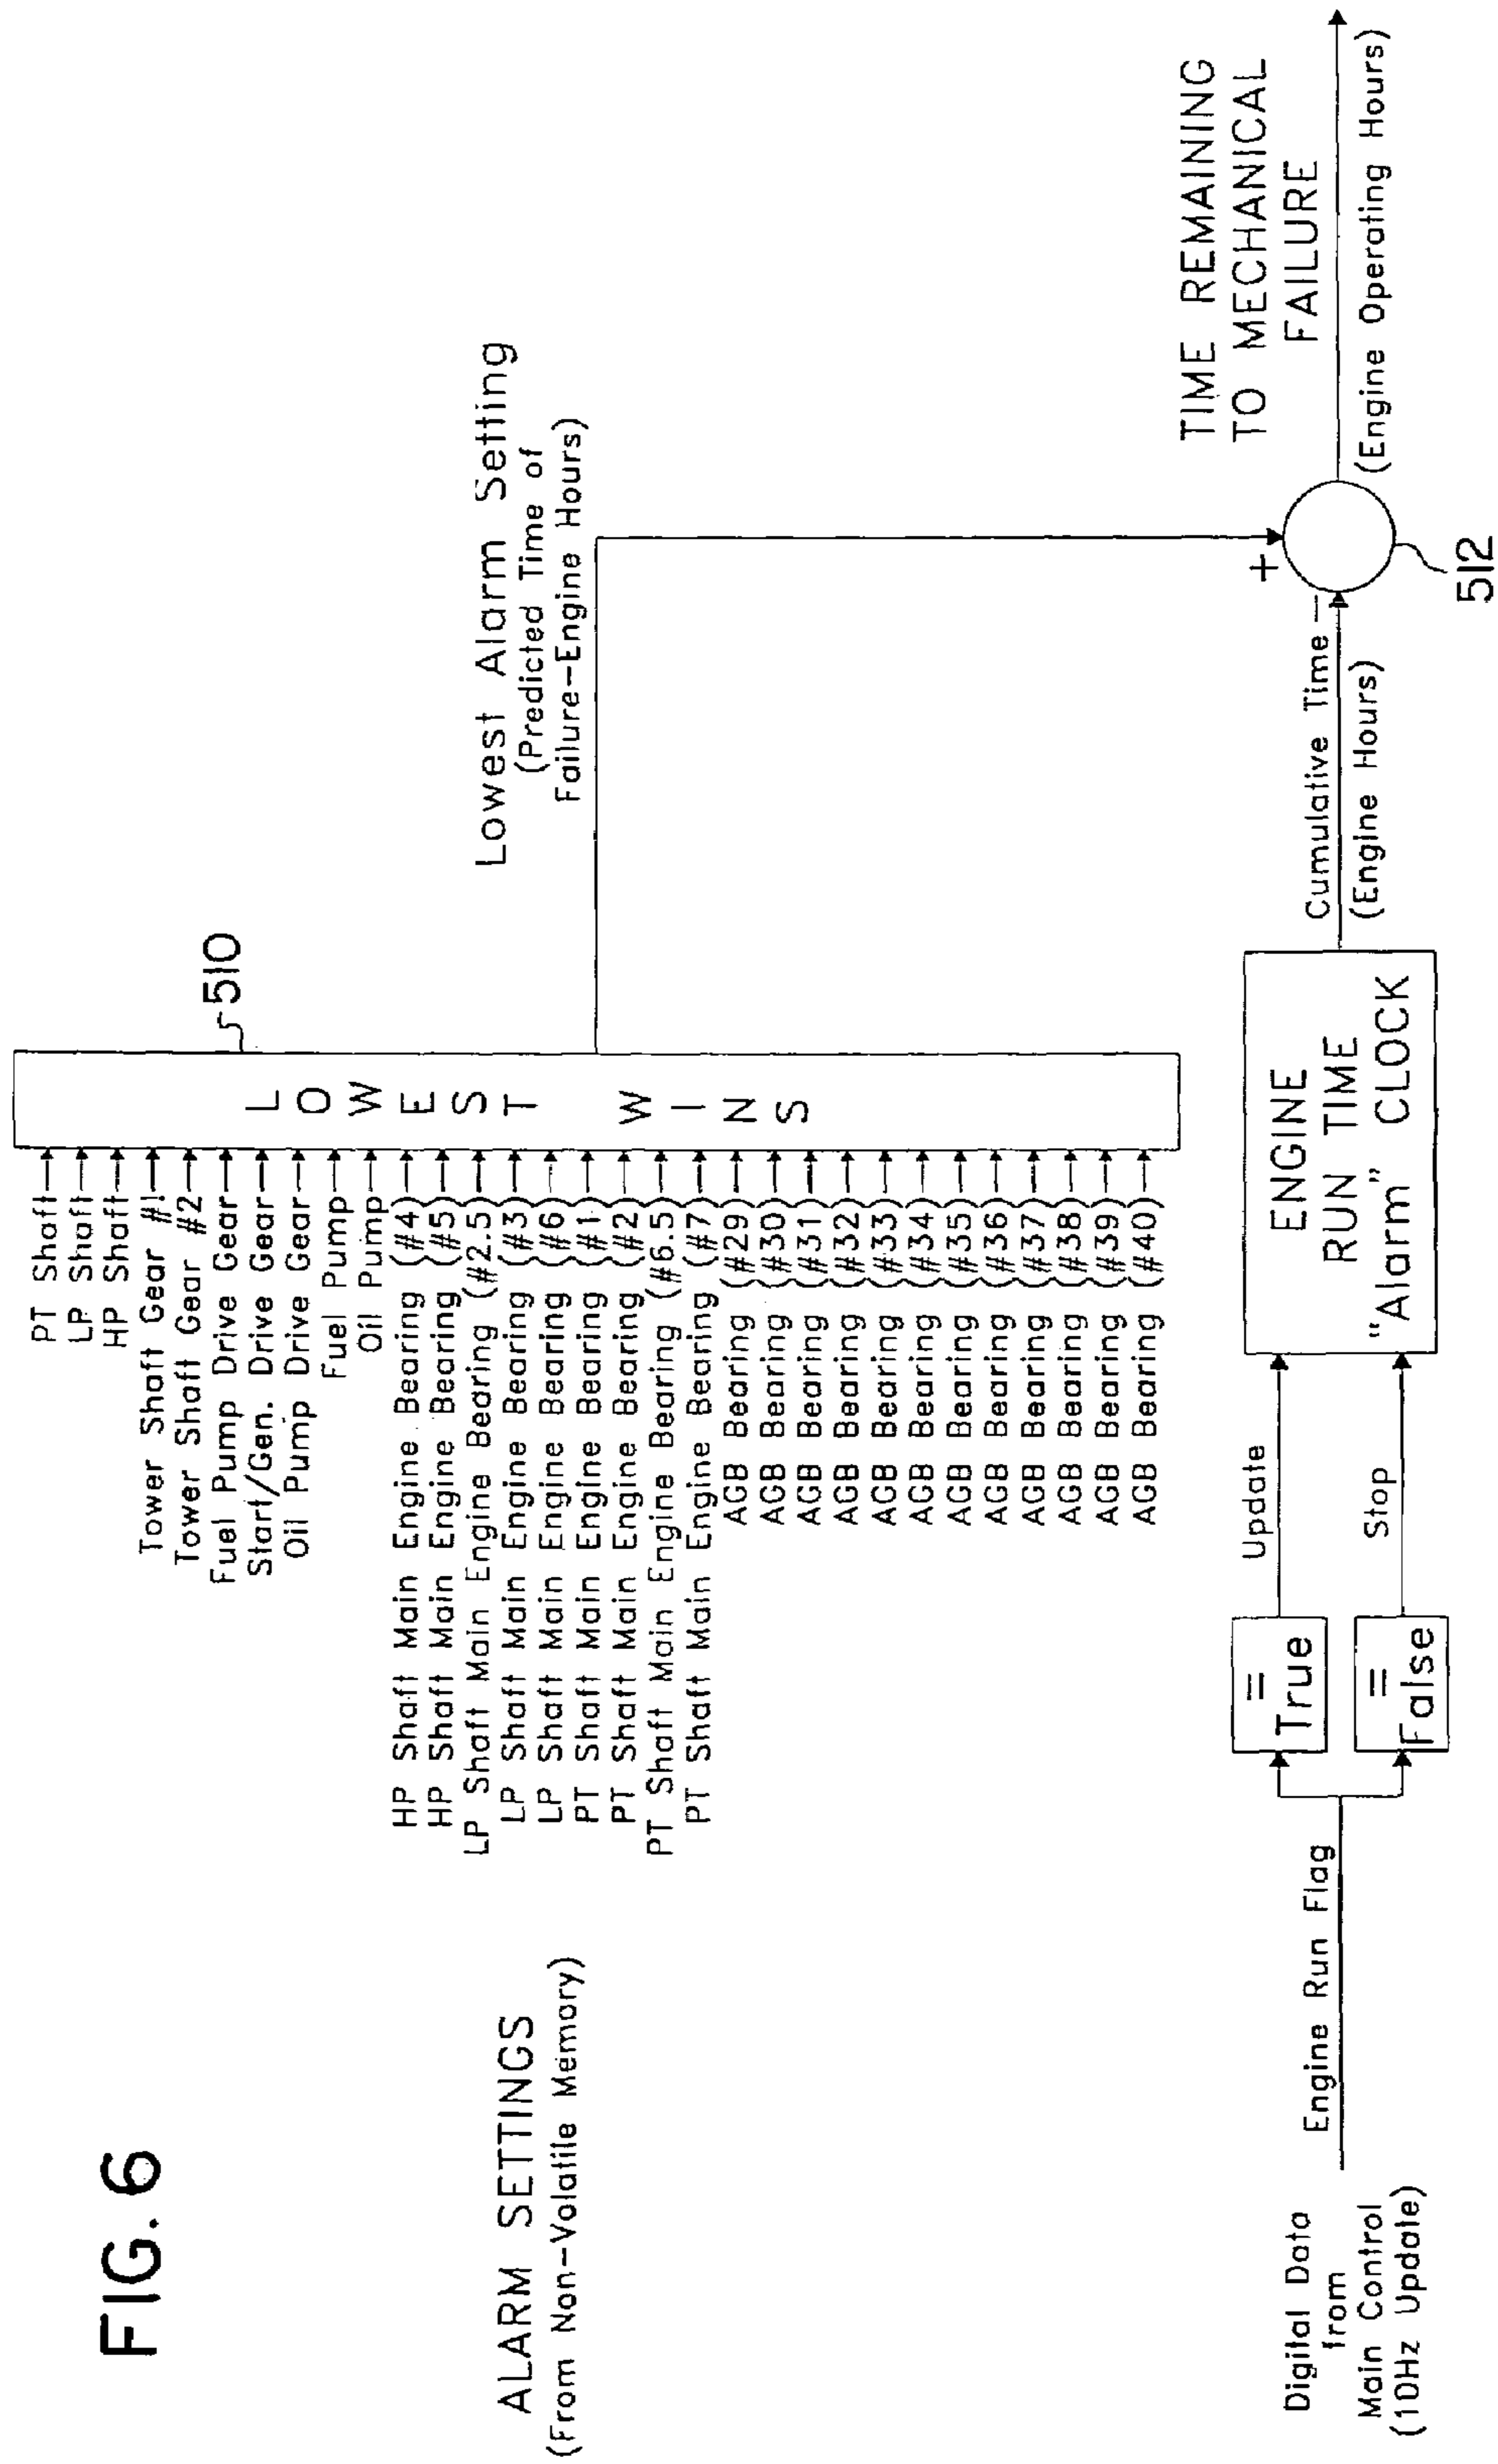 FIG. 6
ALARM SETTINGS
(From Non-Volatile Memory)
PT Shaft
LP Shaft
HP Shaft
Tower Shaft Gear #1
Tower Shaft Gear #2
Fuel Pump Drive Gear
Start/Gen. Drive Gear
Oil Pump Drive Gear
Fuel Pump
Oil Pump
HP Shaft Main Engine Bearing (#4)
HP Shaft Main Engine Bearing (#5)
LP Shaft Main Engine Bearing (#2.5)
LP Shaft Main Engine Bearing (#3)
LP Shaft Main Engine Bearing (#6)
PT Shaft Main Engine Bearing (#1)
PT Shaft Main Engine Bearing (#2)
PT Shaft Main Engine Bearing (#6.5)
PT Shaft Main Engine Bearing (#7)
AGB Bearing (#29)
AGB Bearing (#30)
AGB Bearing (#31)
AGB Bearing (#32)
AGB Bearing (#33)
AGB Bearing (#34)
AGB Bearing (#35)
AGB Bearing (#36)
AGB Bearing (#37)
AGB Bearing (#38)
AGB Bearing (#39)
AGB Bearing (#40)
LOWEST WINS
510
Lowest Alarm Setting
(Predicted Time of
Failure-Engine Hours)
Digital Data
from
Main Control
(10Hz Update)
Engine Run Flag
=
True
=
False
Update
Stop
ENGINE
RUN TIME
"Alarm" CLOCK
Cumulative Time
(Engine Hours)
–
+
512
TIME REMAINING
TO MECHANICAL
FAILURE
(Engine Operating Hours)